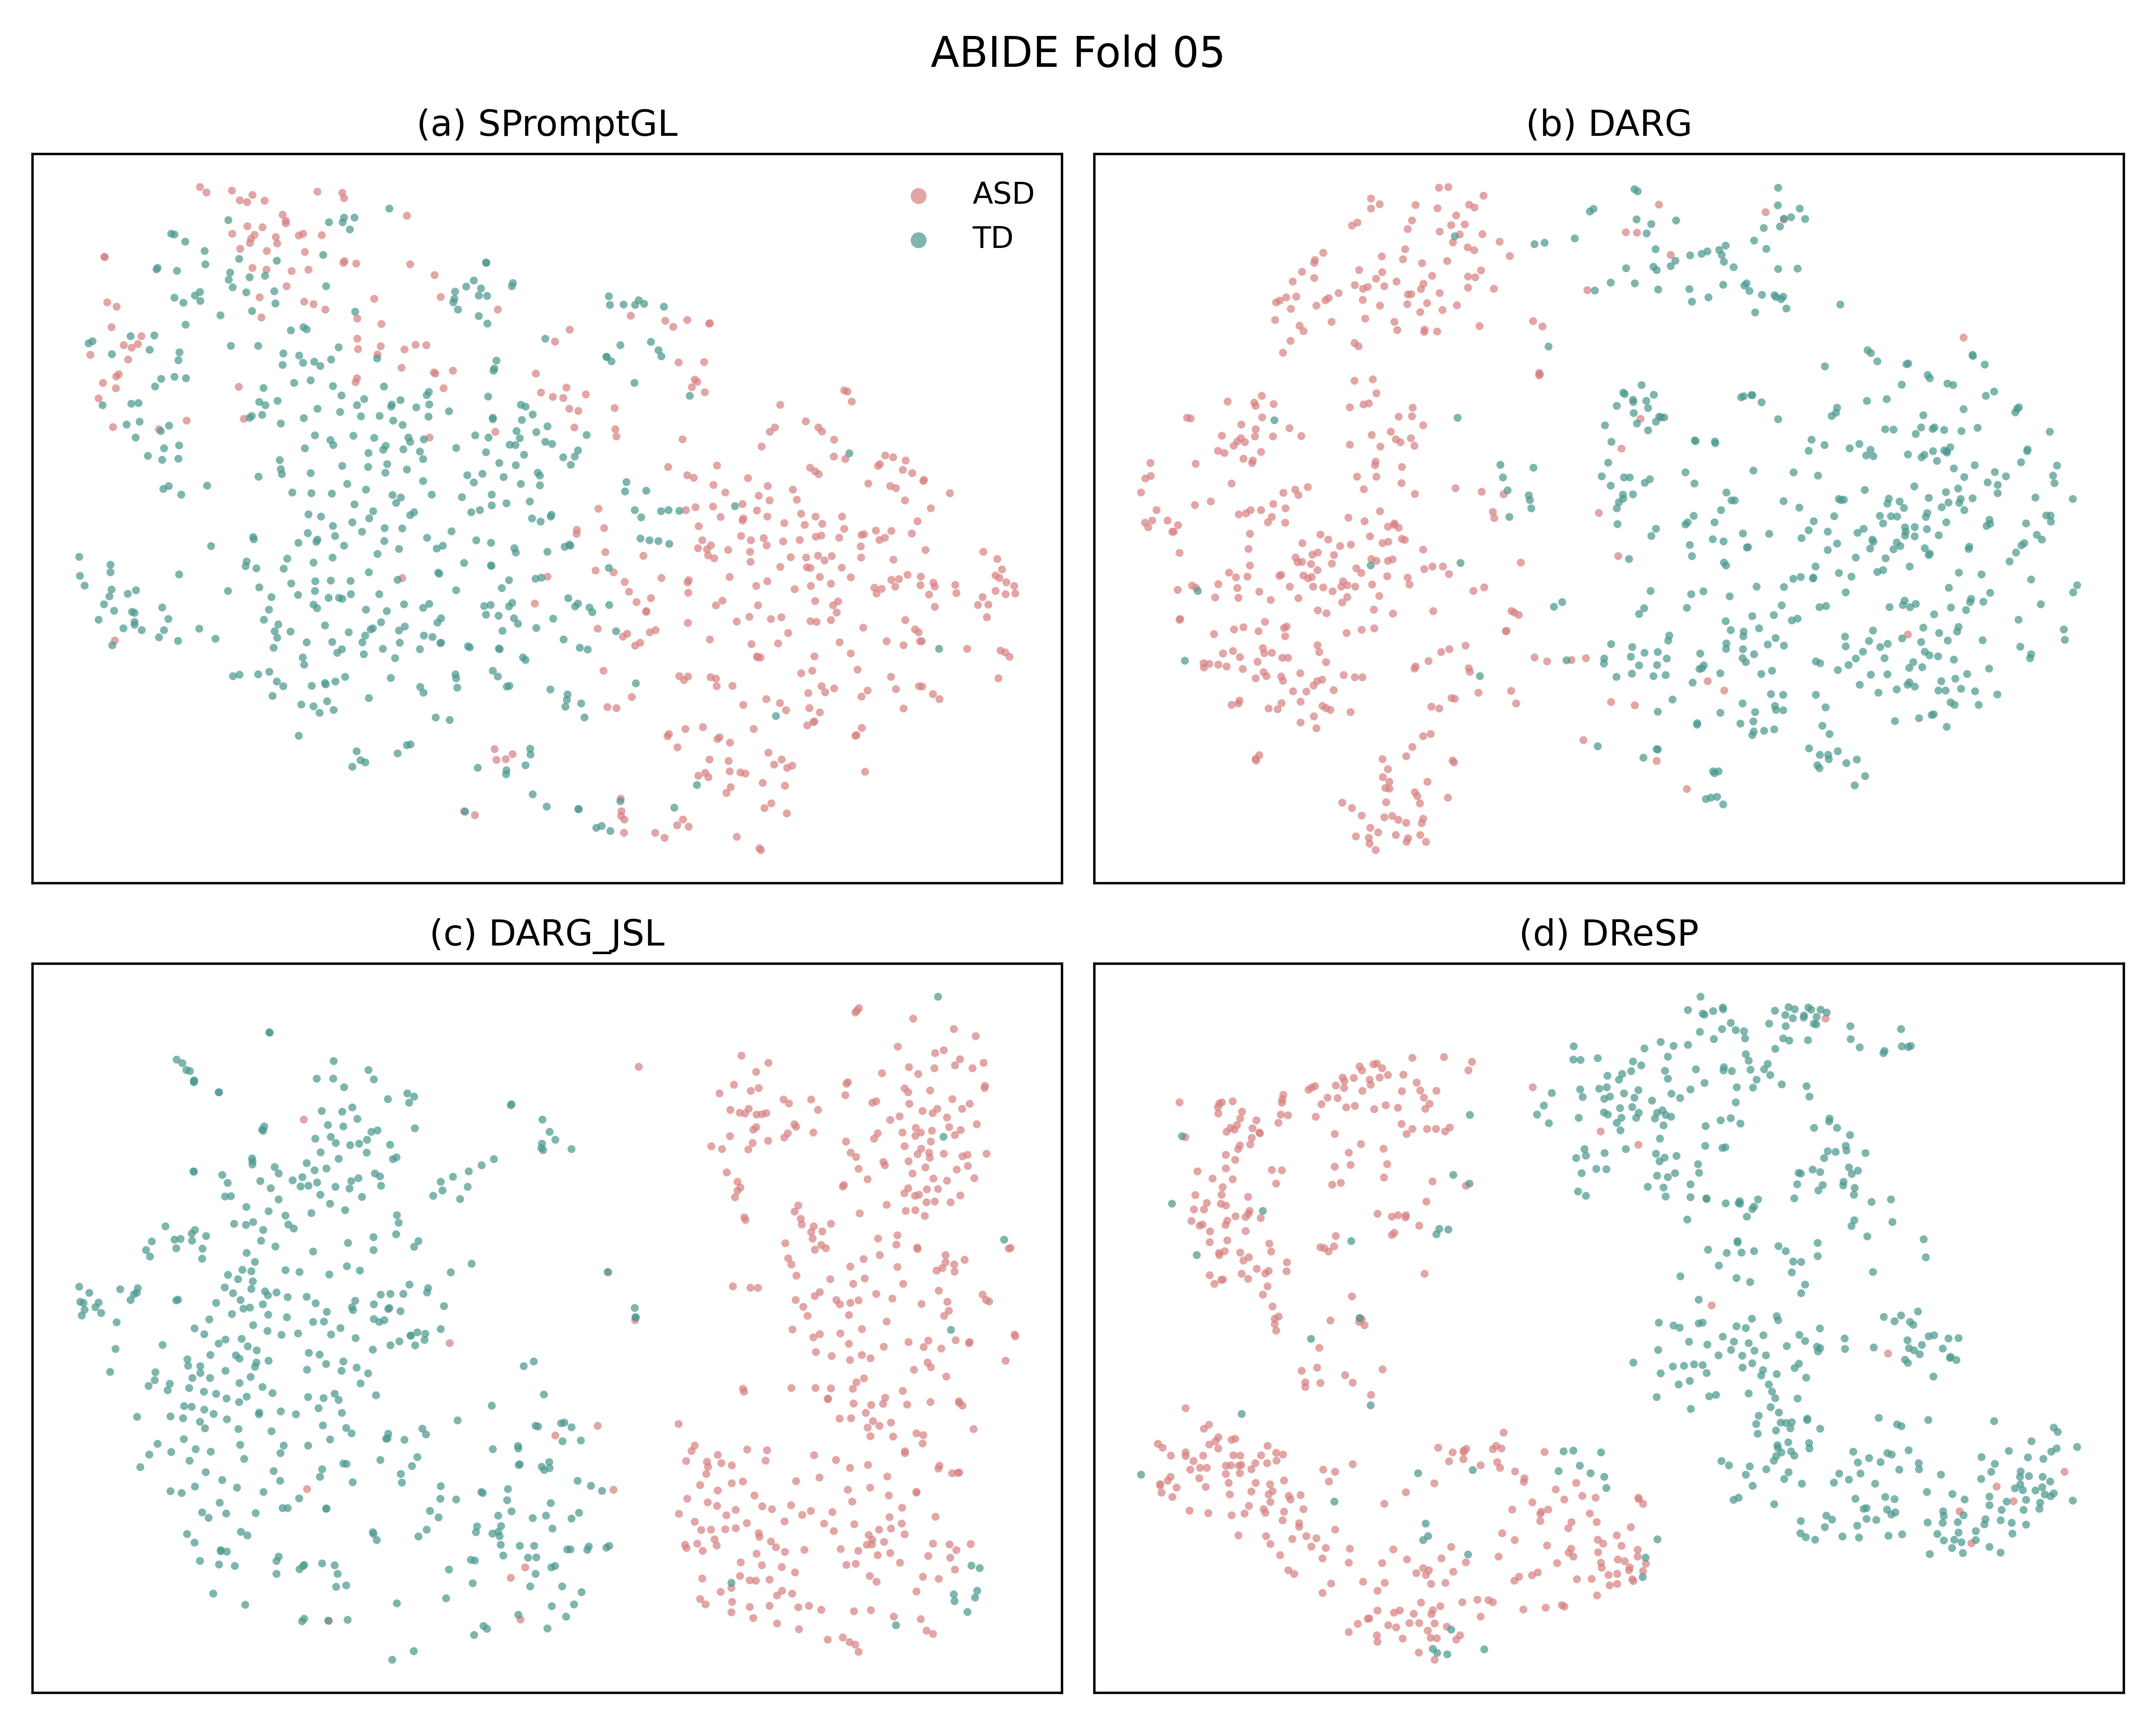 ABIDE Fold 05
(a) SPromptGL
(b) DARG
ASD
TD
(c) DARG_JSL
(d) DReSP